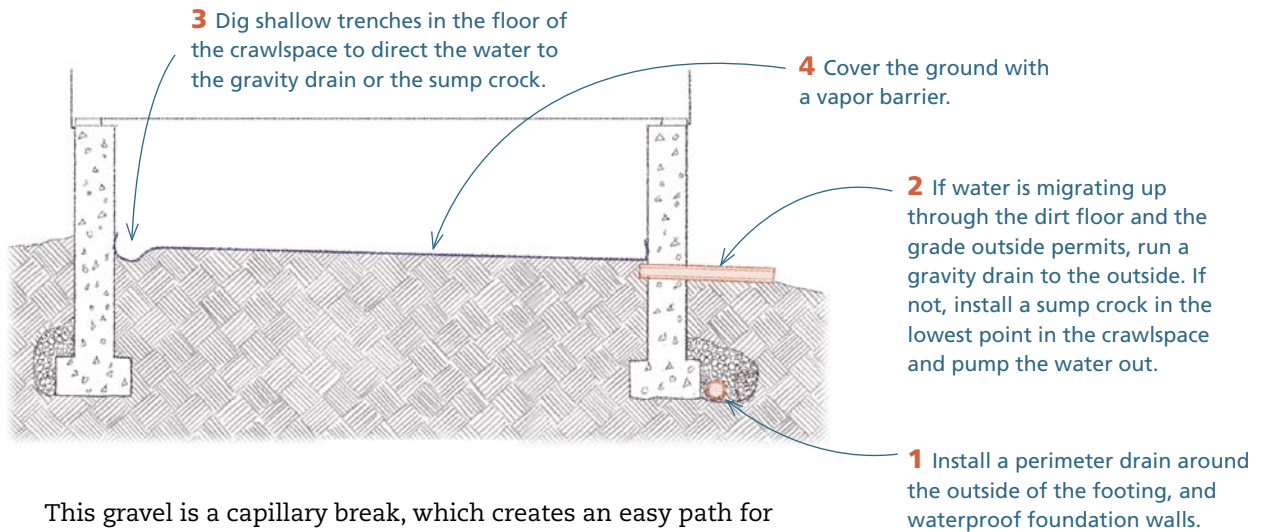 3 Dig shallow trenches in the floor of
the crawlspace to direct the water to
the gravity drain or the sump crock.
4 Cover the ground with
a vapor barrier.
2 If water is migrating up
through the dirt floor and the
grade outside permits, run a
gravity drain to the outside. If
not, install a sump crock in the
lowest point in the crawlspace
and pump the water out.
1 Install a perimeter drain around
the outside of the footing, and
waterproof foundation walls.
This gravel is a capillary break, which creates an easy path for